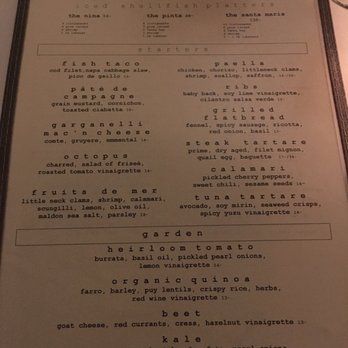 iced shellfish platters
the nina
the pinta
the santa maria
starters
fish taco
cod filet, napa cabbage slaw,
pico de gallo
pâté de
campagne
grain mustard, cornichon,
toasted ciabatta
garganelli
mac'n cheese
comte, gruyere, emmental
octopus
charred, salad of frisee,
roasted tomato vinaigrette
fruits de mer
little neck clams, shrimp, calamari,
scungilli, lemon, olive oil,
maldon sea salt, parsley
paella
chicken, chorizo, littleneck clams,
shrimp, scallop, saffron,
ribs
baby back, soy lime vinaigrette,
cilantro salsa verde
grilled
flatbread
fennel, spicy sausage, ricotta,
red onion, basil
steak tartare
prime, dry aged, filet mignon,
quail egg, baguette
calamari
pickled cherry peppers,
sweet chili, sesame seeds
tuna tartare
avocado, soy mirin, seaweed crisps,
spicy yuzu vinaigrette
garden
heirloom tomato
burrata, basil oil, pickled pearl onions,
lemon vinaigrette
organic quinoa
farro, barley, puy lentils, crispy rice, herbs,
red wine vinaigrette
beet
goat cheese, red currants, cress, hazelnut vinaigrette
kale